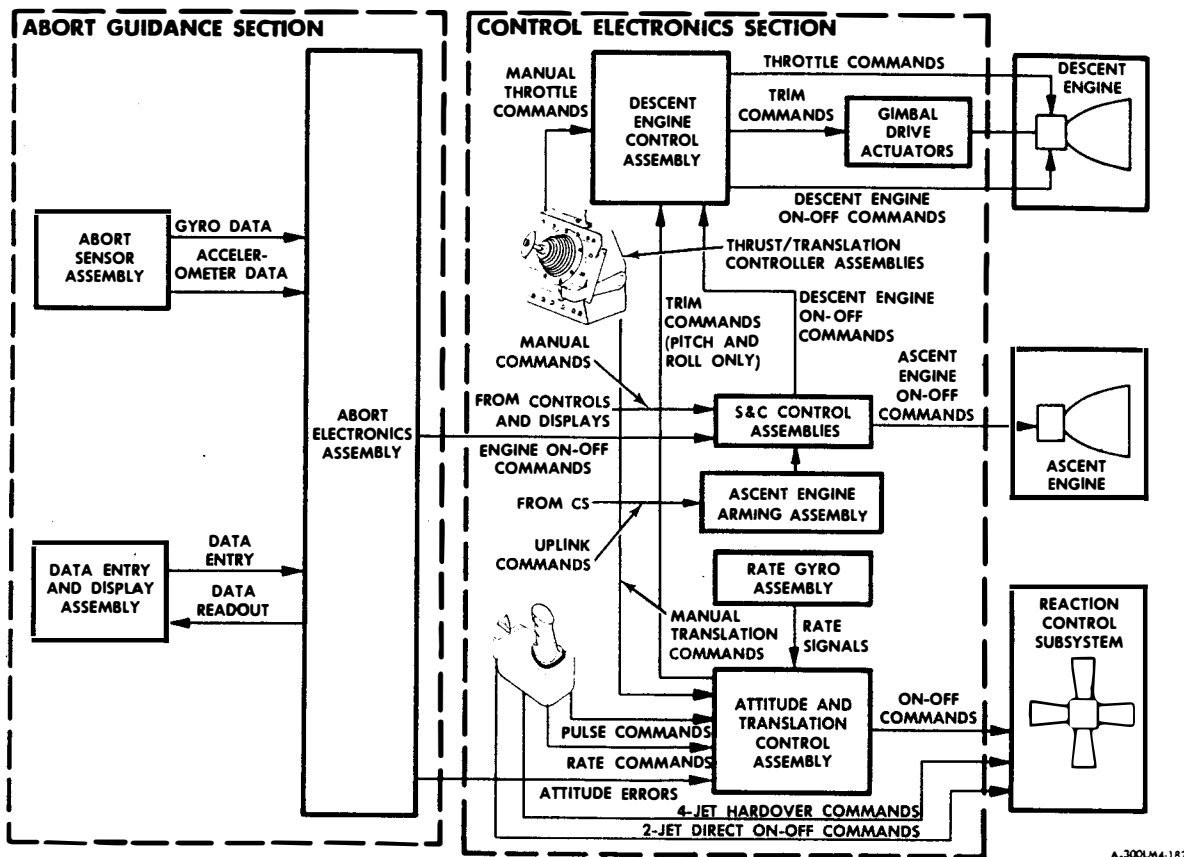 ABORT GUIDANCE SECTION
CONTROL ELECTRONICS SECTION
MANUAL
THROTTLE
COMMANDS
DESCENT
ENGINE
CONTROL
ASSEMBLY
THROTTLE COMMANDS
TRIM
COMMANDS
GIMBAL
DRIVE
ACTUATORS
DESCENT
ENGINE
DESCENT ENGINE
ON-OFF COMMANDS
ABORT
SENSOR
ASSEMBLY
GYRO DATA
ACCELER-
OMETER DATA
THRUST/TRANSLATION
CONTROLLER ASSEMBLIES
TRIM
COMMANDS
(PITCH AND
ROLL ONLY)
DESCENT ENGINE
ON-OFF
COMMANDS
MANUAL
COMMANDS
FROM CONTROLS
AND DISPLAYS
ABORT
ELECTRONICS
ASSEMBLY
ENGINE ON-OFF
COMMANDS
S&C CONTROL
ASSEMBLIES
ASCENT
ENGINE
ON-OFF
COMMANDS
ASCENT
ENGINE
FROM CS
ASCENT ENGINE
ARMING ASSEMBLY
UPLINK
COMMANDS
DATA ENTRY
AND DISPLAY
ASSEMBLY
DATA
ENTRY
DATA
READOUT
RATE GYRO
ASSEMBLY
RATE
SIGNALS
MANUAL
TRANSLATION
COMMANDS
REACTION
CONTROL
SUBSYSTEM
ATTITUDE AND
TRANSLATION
CONTROL
ASSEMBLY
ON-OFF
COMMANDS
PULSE COMMANDS
RATE COMMANDS
ATTITUDE ERRORS
4-JET HARDOVER COMMANDS
2-JET DIRECT ON-OFF COMMANDS
A-300LM4-182